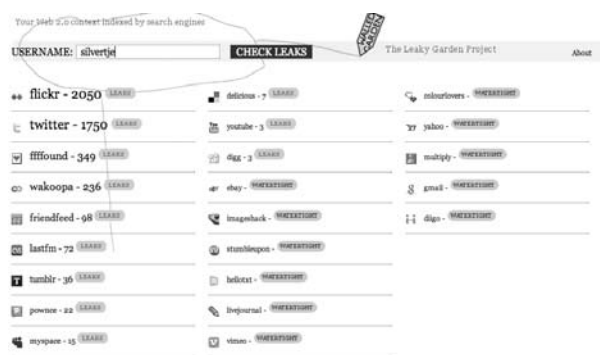 Your Web 2.0 content indexed by search engines
WALLED GARDEN
USERNAME: silvertje CHECK LEAKS
The Leaky Garden Project
About
flickr - 2050 LEAKS
twitter - 1750 LEAKS
ffffound - 349 LEAKS
wakoopa - 236 LEAKS
friendfeed - 98 LEAKS
lastfm - 72 LEAKS
tumblr - 36 LEAKS
pownce - 22 LEAKS
myspace - 15 LEAKS
delicious - 7 LEAKS
youtube - 3 LEAKS
digg - 3 LEAKS
ebay - WATERTIGHT
imageshack - WATERTIGHT
stumbleupon - WATERTIGHT
hellotxt - WATERTIGHT
livejournal - WATERTIGHT
vimeo - WATERTIGHT
colourlovers - WATERTIGHT
yahoo - WATERTIGHT
multiply - WATERTIGHT
gmail - WATERTIGHT
diigo - WATERTIGHT